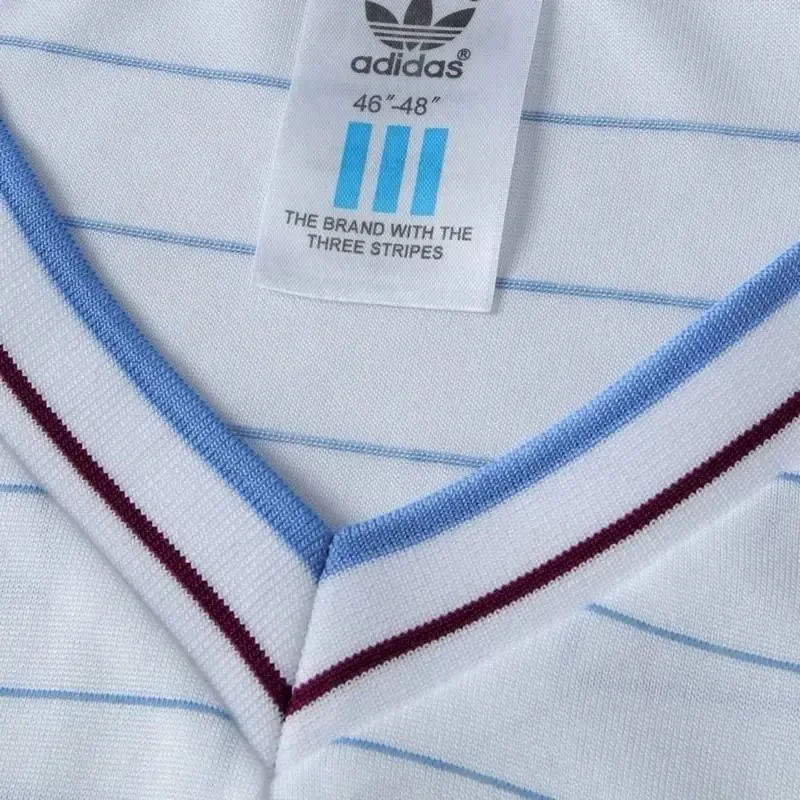 adidas®
46"-48"
THE BRAND WITH THE
THREE STRIPES